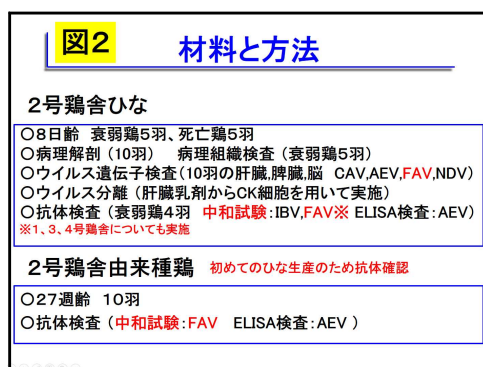 図2
材料と方法
2号鶏舎ひな
○8日齢 衰弱鶏5羽、死亡鶏5羽
○病理解剖(10羽) 病理組織検査(衰弱鶏5羽)
○ウイルス遺伝子検査(10羽の肝臓,脾臓,脳 CAV,AEV,FAV,NDV)
○ウイルス分離(肝臓乳剤からCK細胞を用いて実施)
○抗体検査(衰弱鶏4羽 中和試験:IBV,FAV※ ELISA検査:AEV)
※1、3、4号鶏舎についても実施
2号鶏舎由来種鶏 初めてのひな生産のため抗体確認
○27週齢 10羽
○抗体検査(中和試験:FAV ELISA検査:AEV )